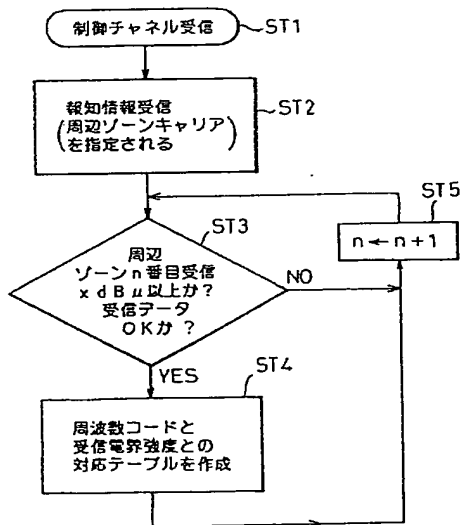 制御チャネル受信
ST1
報知情報受信
(周辺ゾーンキャリア
を指定される)
ST2
ST5
n←n+1
ST3
周辺
ゾーンn番目受信
xdBμ以上か?
受信データ
OKか?
NO
YES
ST4
周波数コードと
受信電界強度との
対応テーブルを作成